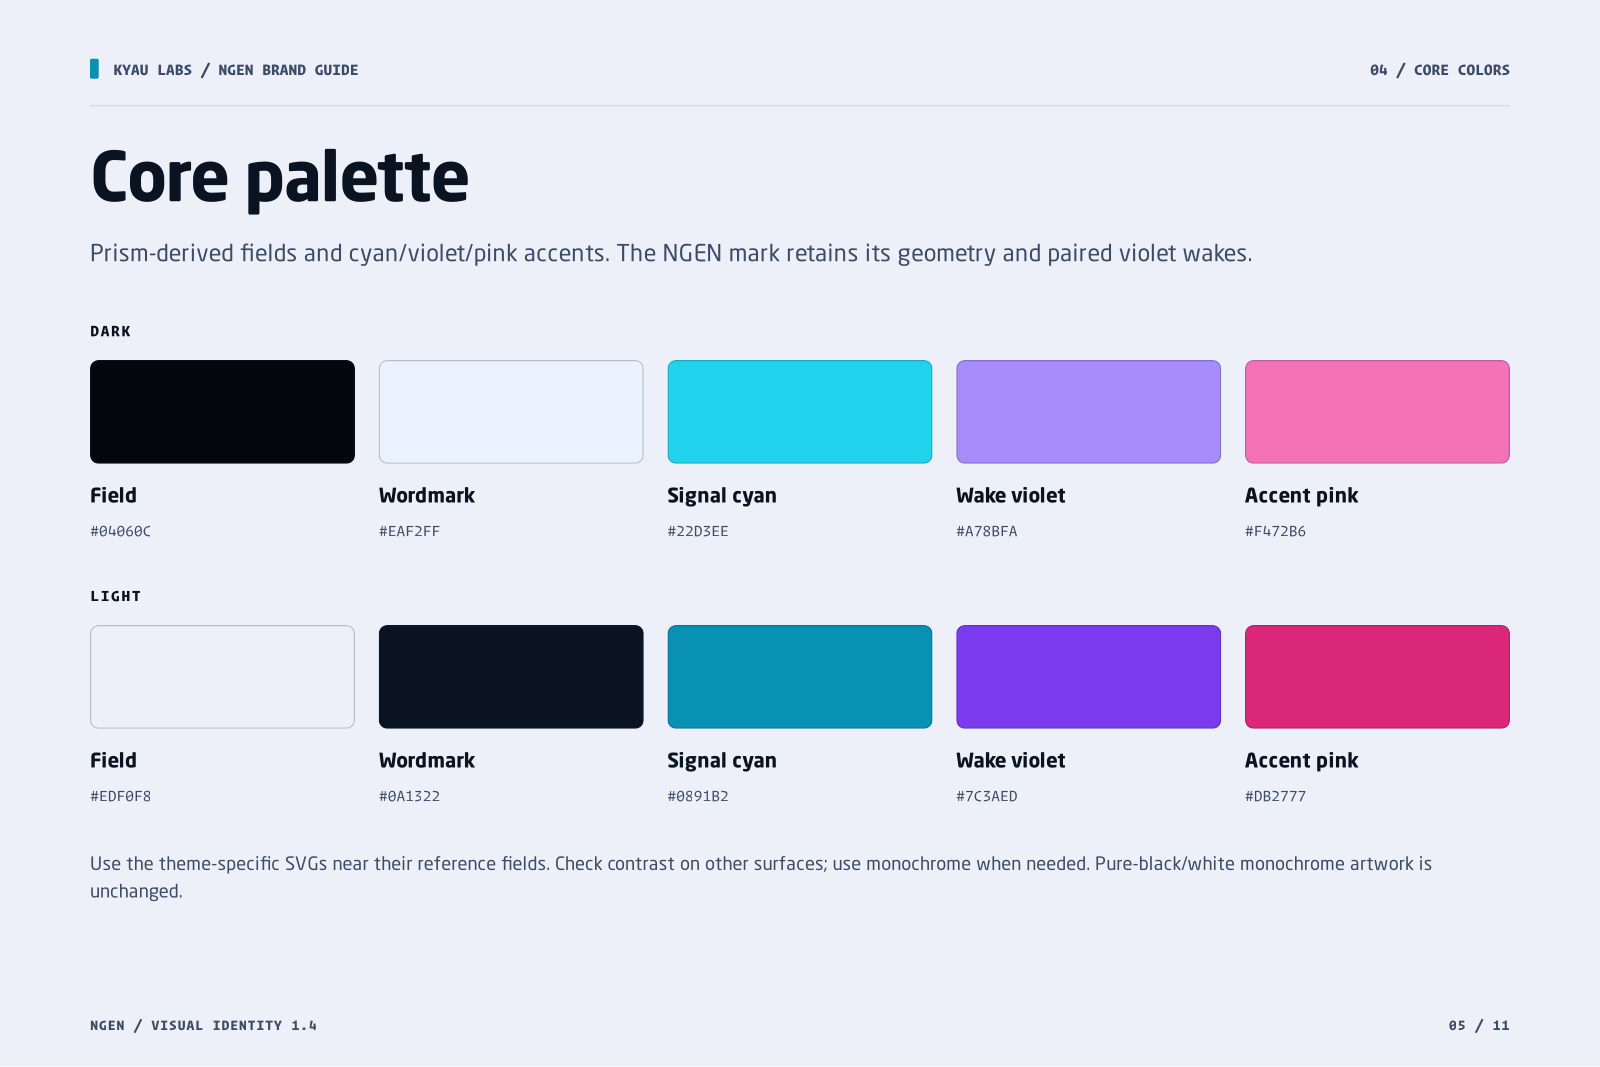 KYAU LABS / NGEN BRAND GUIDE
04 / CORE COLORS
Core palette
Prism-derived fields and cyan/violet/pink accents. The NGEN mark retains its geometry and paired violet wakes.
DARK
Field
#04060C
Wordmark
#EAF2FF
Signal cyan
#22D3EE
Wake violet
#A78BFA
Accent pink
#F472B6
LIGHT
Field
#EDF0F8
Wordmark
#0A1322
Signal cyan
#0891B2
Wake violet
#7C3AED
Accent pink
#DB2777
Use the theme-specific SVGs near their reference fields. Check contrast on other surfaces; use monochrome when needed. Pure-black/white monochrome artwork is
unchanged.
NGEN / VISUAL IDENTITY 1.4
05 / 11